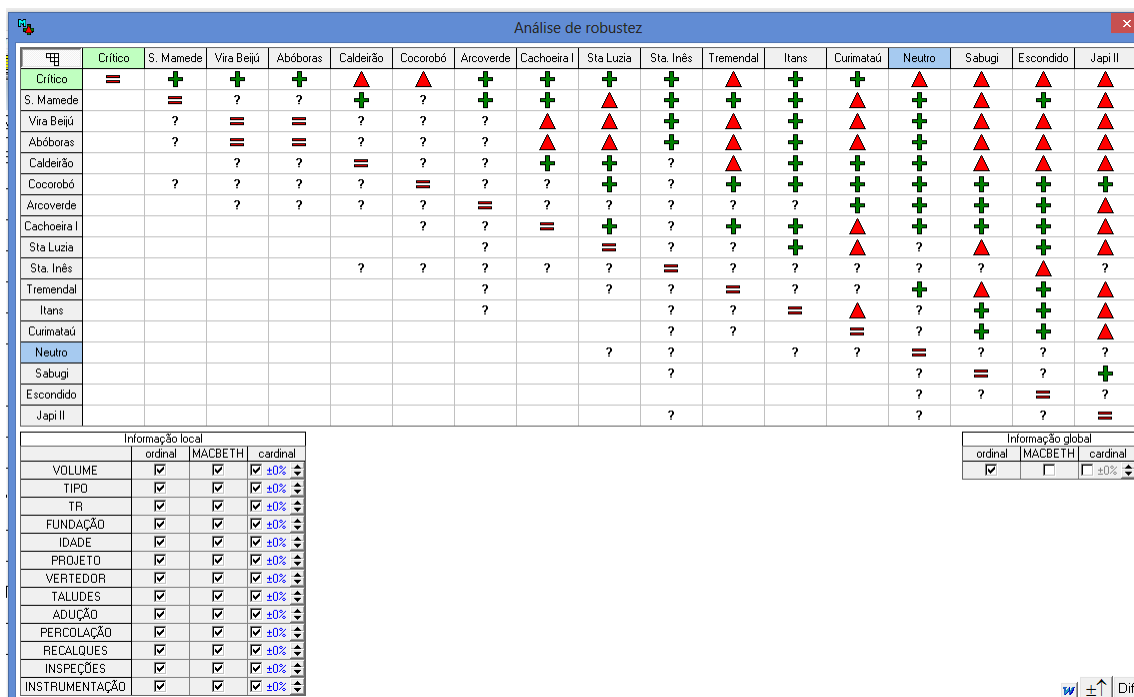 Análise de robustez
Crítico S. Mamede Vira Beijú Abóboras Caldeirão Cocorobó Arcoverde Cachoeira I Sta Luzia Sta. Inês Tremendal Itans Curimataú Neutro Sabugi Escondido Japi II
Crítico = + + + + + + + + + +
S. Mamede = ? ? + ? + + + + + +
Vira Beijú ? = = ? ? ? + + +
Abóboras ? = = ? ? ? + + +
Caldeirão ? ? = ? ? + + ? + + +
Cocorobó ? ? ? ? = ? ? + ? + + + + + + +
Arcoverde ? ? ? ? = ? ? ? ? ? + + + +
Cachoeira I ? ? = + ? + + + + +
Sta Luzia ? = ? ? + ? +
Sta. Inês ? ? ? ? ? = ? ? ? ? ? ?
Tremendal ? ? ? = ? ? + +
Itans ? ? ? = ? + +
Curimataú ? ? = ? + +
Neutro ? ? ? ? = ? ? ? ?
Sabugi ? ? = ? +
Escondido ? ? = ?
Japi II ? ? ? =
Informação local
ordinal MACBETH cardinal
VOLUME ±0%
TIPO ±0%
TR ±0%
FUNDAÇÃO ±0%
IDADE ±0%
PROJETO ±0%
VERTEDOR ±0%
TALUDES ±0%
ADUÇÃO ±0%
PERCOLAÇÃO ±0%
RECALQUES ±0%
INSPEÇÕES ±0%
INSTRUMENTAÇÃO ±0%
Informação global
ordinal MACBETH cardinal
±0%
W ± Dif